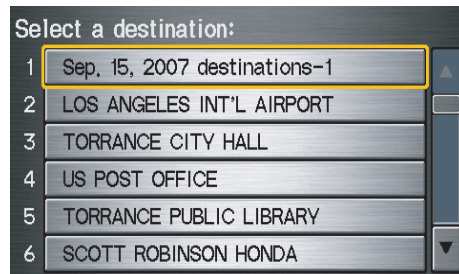 Select a destination:
1 Sep. 15, 2007 destinations-1
2 LOS ANGELES INT'L AIRPORT
3 TORRANCE CITY HALL
4 US POST OFFICE
5 TORRANCE PUBLIC LIBRARY
6 SCOTT ROBINSON HONDA